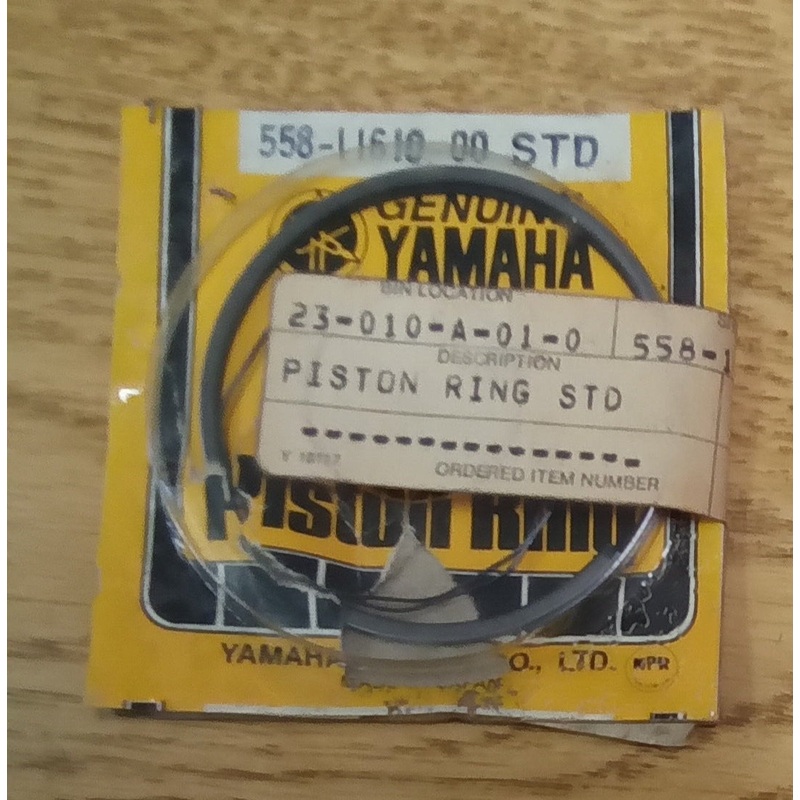 558-11610 00 STD
GENUINE
YAMAHA
BIN LOCATION
23-010-A-01-0
558-1
DESCRIPTION
PISTON RING STD
ORDERED ITEM NUMBER
Piston Ring
YAMAHA
O., LTD.
NPR